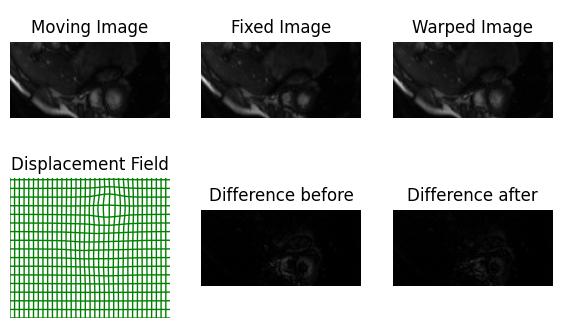 Moving Image
Fixed Image
Warped Image
Displacement Field
Difference before
Difference after